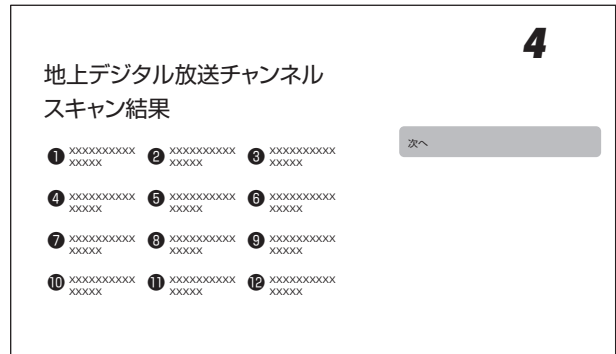 4
地上デジタル放送チャンネル
スキャン結果
次へ
❶ XXXXXXXXXX ❷ XXXXXXXXXX ❸ XXXXXXXXXX
XXXXX XXXXX XXXXX
❹ XXXXXXXXXX ❺ XXXXXXXXXX ❻ XXXXXXXXXX
XXXXX XXXXX XXXXX
❼ XXXXXXXXXX ❽ XXXXXXXXXX ❾ XXXXXXXXXX
XXXXX XXXXX XXXXX
❿ XXXXXXXXXX ⓫ XXXXXXXXXX ⓬ XXXXXXXXXX
XXXXX XXXXX XXXXX